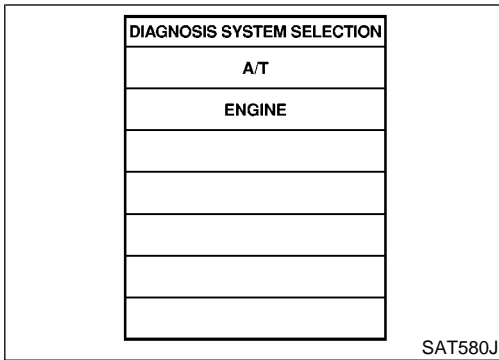 DIAGNOSIS SYSTEM SELECTION
A/T
ENGINE
SAT580J